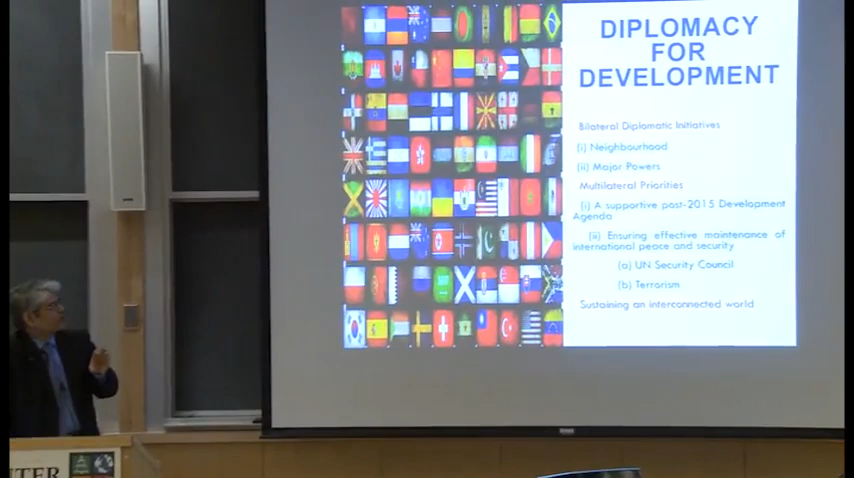 DIPLOMACY
FOR
DEVELOPMENT
Bilateral Diplomatic Initiatives
(i) Neighbourhood
(ii) Major Powers
Multilateral Priorities
(i) A supportive post-2015 Development
Agenda
(ii) Ensuring effective maintenance of
international peace and security
(a) UN Security Council
(b) Terrorism
Sustaining an interconnected world